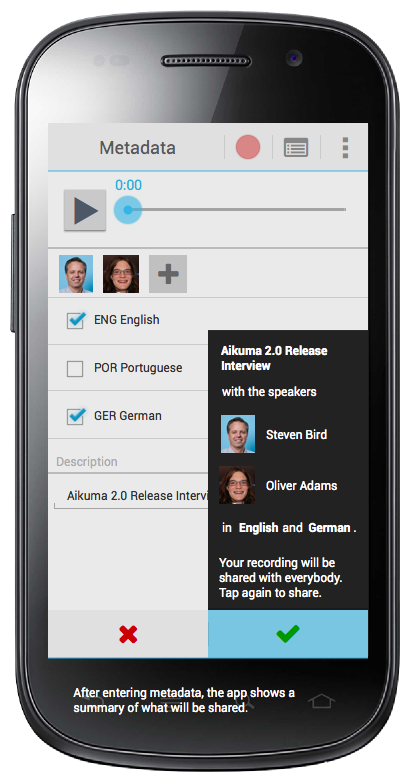 Metadata
0:00
ENG English
POR Portuguese
GER German
Description
Aikuma 2.0 Release Intervi
Aikuma 2.0 Release
Interview
with the speakers
Steven Bird
Oliver Adams
in English and German .
Your recording will be
shared with everybody.
Tap again to share.
After entering metadata, the app shows a
summary of what will be shared.